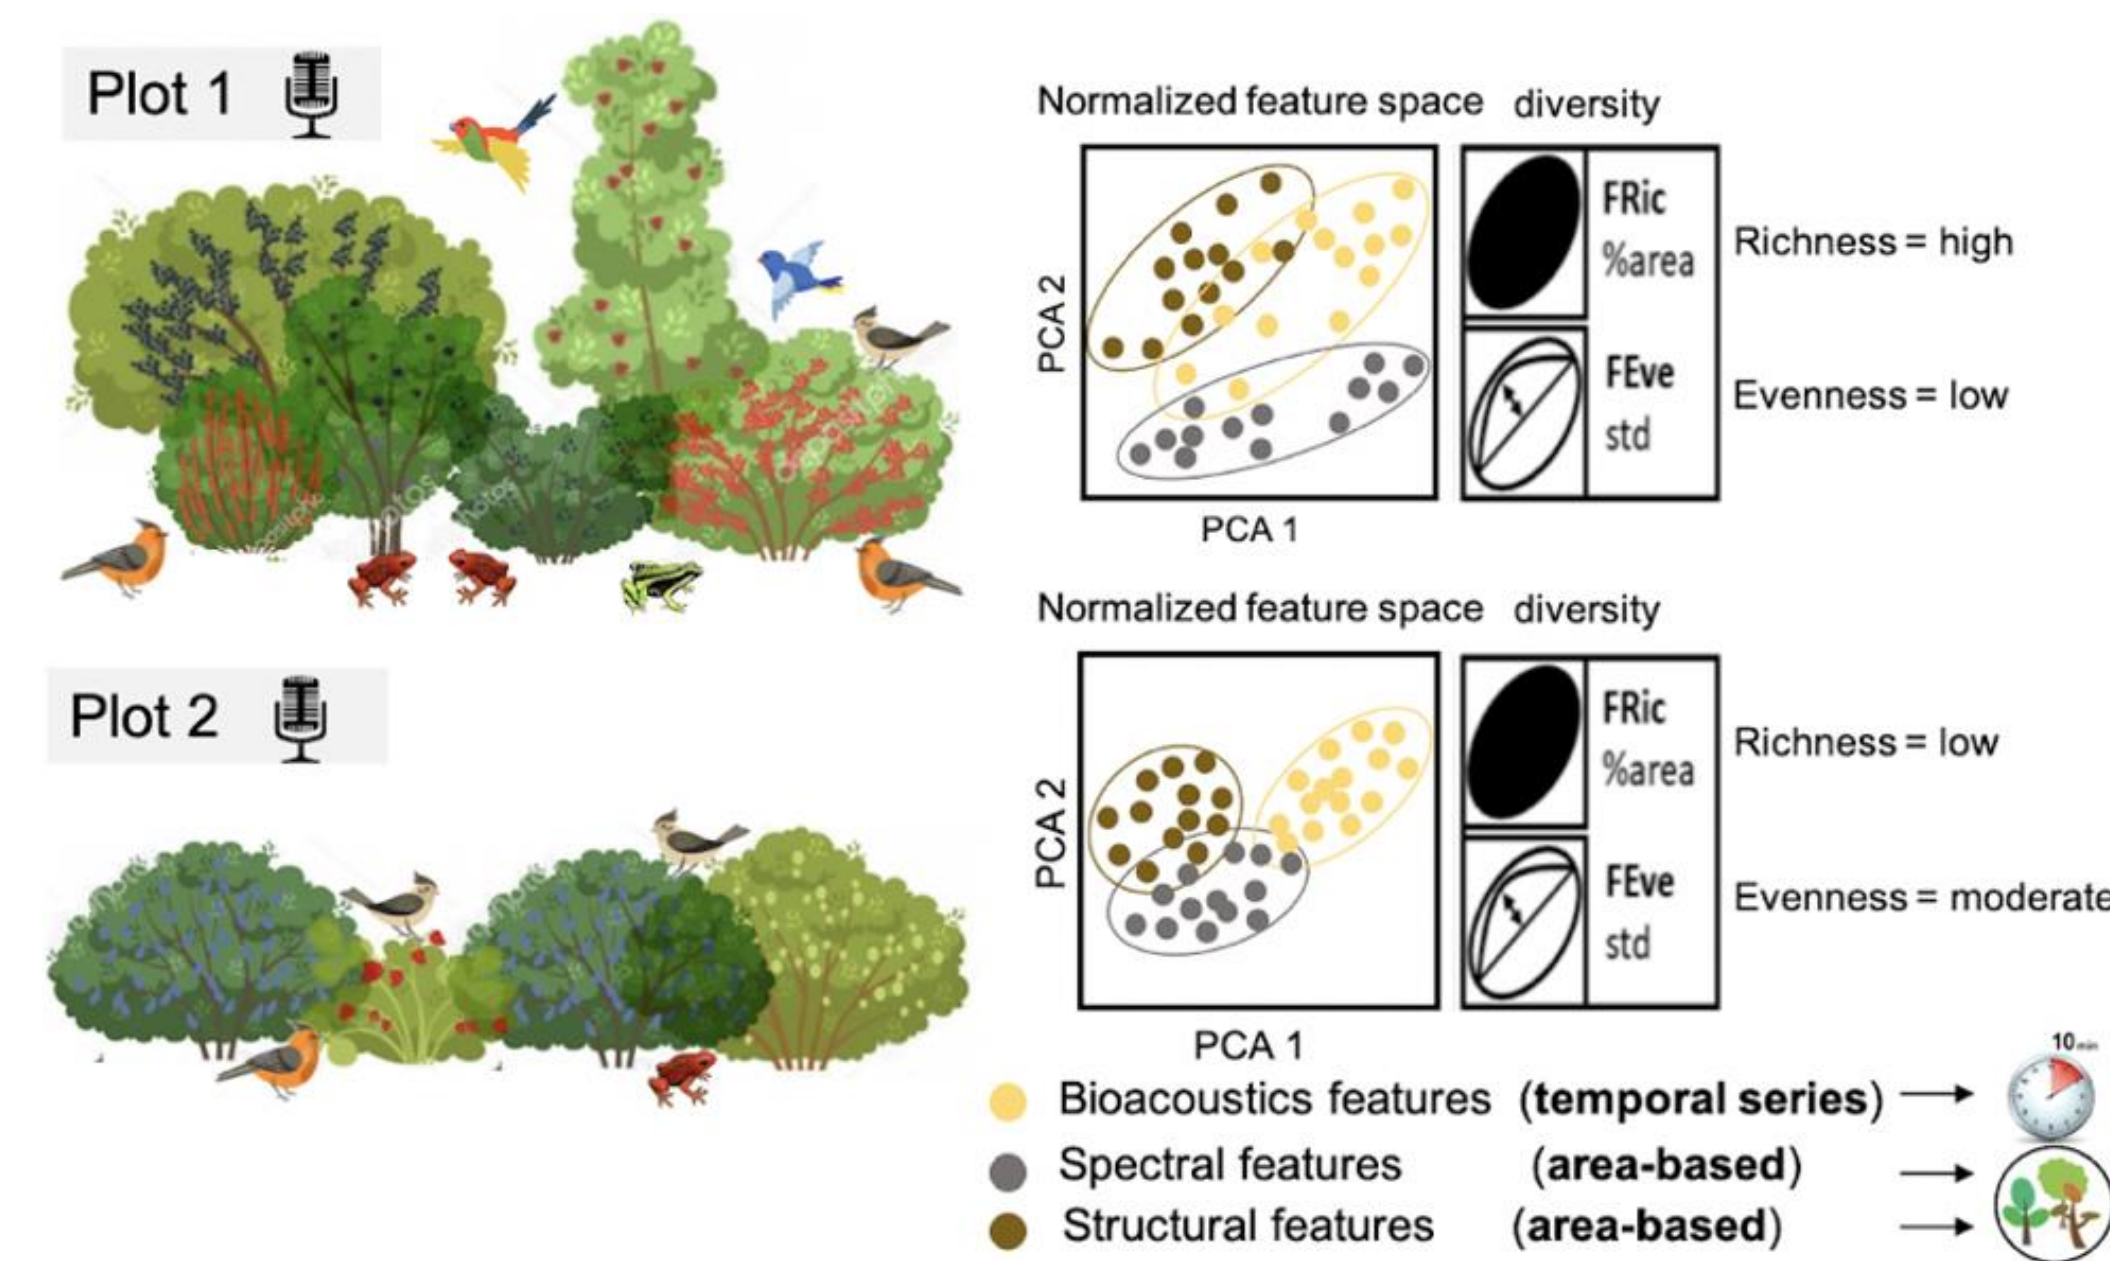 Plot 1
Normalized feature space diversity
PCA 2
FRic
%area
Richness = high
FEve
std
Evenness = low
PCA 1
Plot 2
Normalized feature space diversity
PCA 2
FRic
%area
Richness = low
FEve
std
Evenness = moderate
PCA 1
10 min
Bioacoustics features (temporal series)
Spectral features (area-based)
Structural features (area-based)